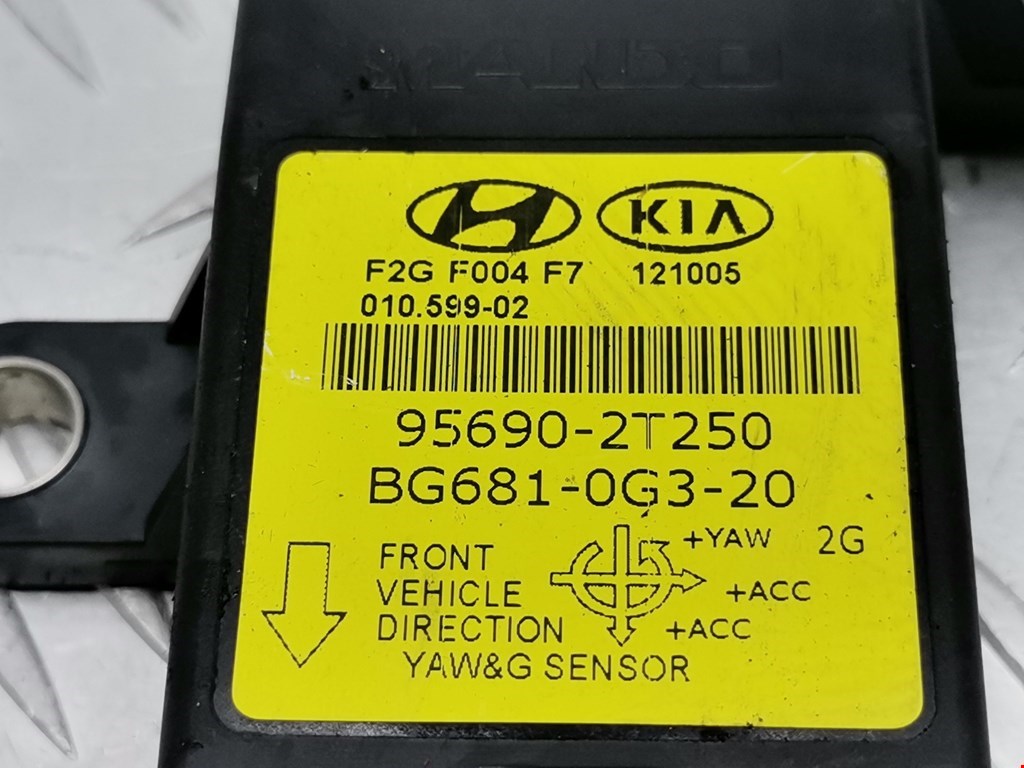 MANDO
KIA
F2G F004 F7 121005
010.599-02
95690-2T250
BG681-0G3-20
+YAW 2G
FRONT
VEHICLE
DIRECTION
+ACC
+ACC
YAW&G SENSOR